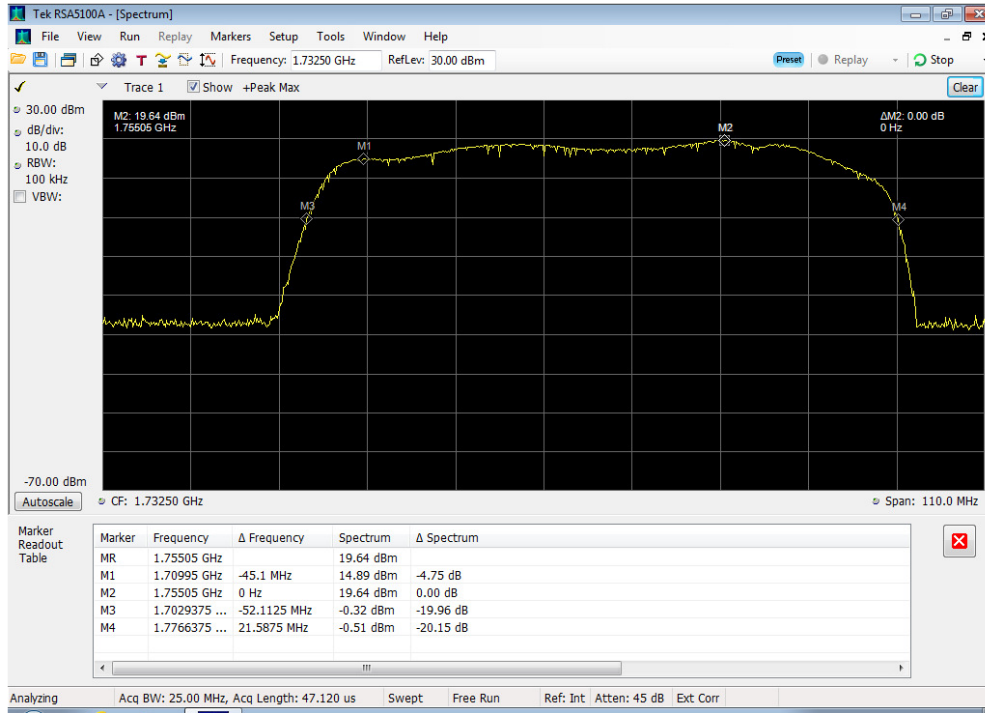 Tek RSA5100A - [Spectrum]
File View Run Replay Markers Setup Tools Window Help
T Frequency: 1.73250 GHz RefLev: 30.00 dBm Preset Replay Stop
Trace 1 Show +Peak Max Clear
30.00 dBm
dB/div:
10.0 dB
RBW:
100 kHz
VBW:
M2: 19.64 dBm
1.75505 GHz
ΔM2: 0.00 dB
0 Hz
M1
M2
M3
M4
-70.00 dBm
Autoscale CF: 1.73250 GHz Span: 110.0 MHz
Marker
Readout
Table
Marker Frequency Δ Frequency Spectrum Δ Spectrum
MR 1.75505 GHz 19.64 dBm
M1 1.70995 GHz -45.1 MHz 14.89 dBm -4.75 dB
M2 1.75505 GHz 0 Hz 19.64 dBm 0.00 dB
M3 1.7029375 ... -52.1125 MHz -0.32 dBm -19.96 dB
M4 1.7766375 ... 21.5875 MHz -0.51 dBm -20.15 dB
Analyzing Acq BW: 25.00 MHz, Acq Length: 47.120 us Swept Free Run Ref: Int Atten: 45 dB Ext Corr